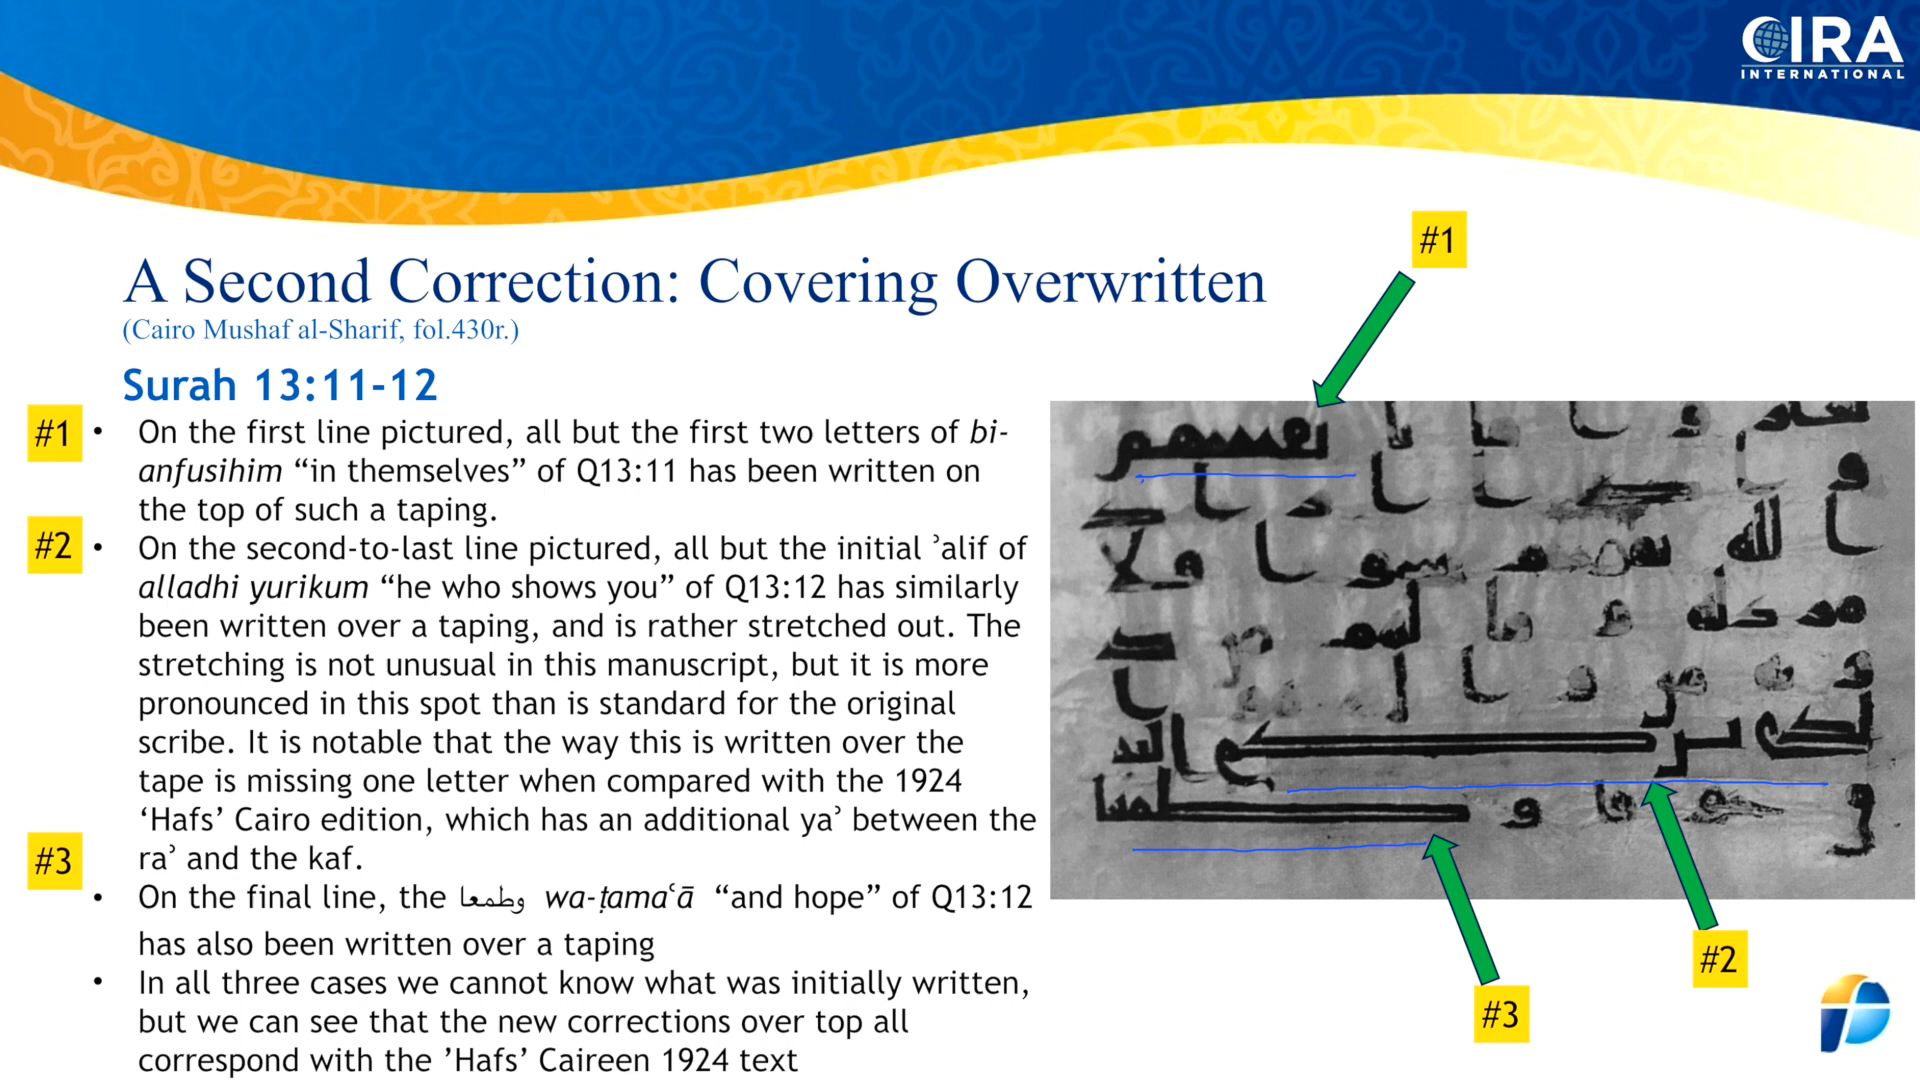 CIRA
INTERNATIONAL
#1
A Second Correction: Covering Overwritten
(Cairo Mushaf al-Sharif, fol.430r.)
Surah 13:11-12
#1
• On the first line pictured, all but the first two letters of bi-
anfusihim “in themselves” of Q13:11 has been written on
the top of such a taping.
#2
• On the second-to-last line pictured, all but the initial ʾalif of
alladhi yurikum “he who shows you” of Q13:12 has similarly
been written over a taping, and is rather stretched out. The
stretching is not unusual in this manuscript, but it is more
pronounced in this spot than is standard for the original
scribe. It is notable that the way this is written over the
tape is missing one letter when compared with the 1924
‘Hafs’ Cairo edition, which has an additional yaʾ between the
raʾ and the kaf.
#3
• On the final line, the وطمعا wa-ṭamaʿā “and hope” of Q13:12
has also been written over a taping
• In all three cases we cannot know what was initially written,
but we can see that the new corrections over top all
correspond with the ’Hafs’ Caireen 1924 text
#2
#3